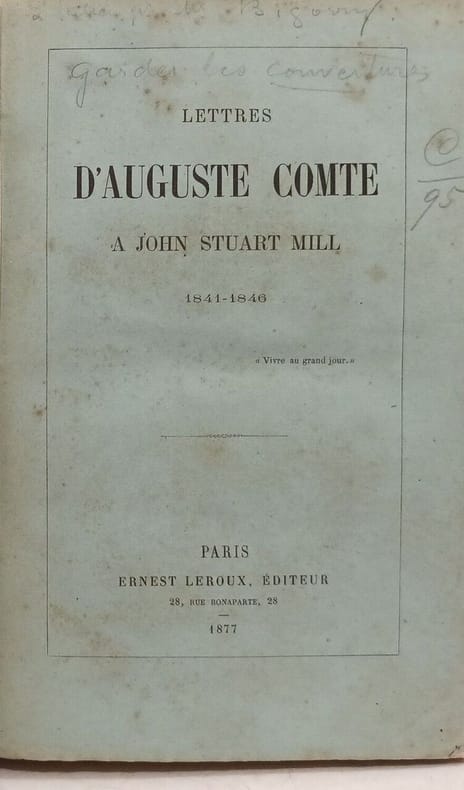 garder les couvertures
LETTRES
D'AUGUSTE COMTE
A JOHN STUART MILL
1841-1846
« Vivre au grand jour. »
PARIS
ERNEST LEROUX, ÉDITEUR
28, RUE BONAPARTE, 28
1877
C
95